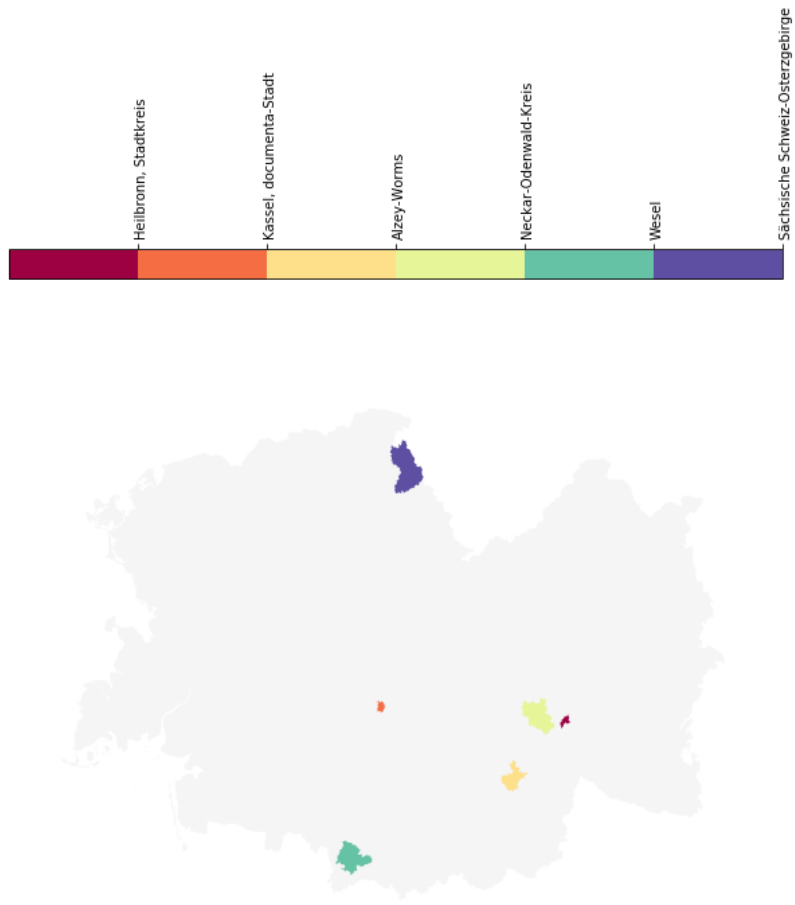 Heilbronn, Stadtkreis
Kassel, documenta-Stadt
Alzey-Worms
Neckar-Odenwald-Kreis
Wesel
Sächsische Schweiz-Osterzgebirge